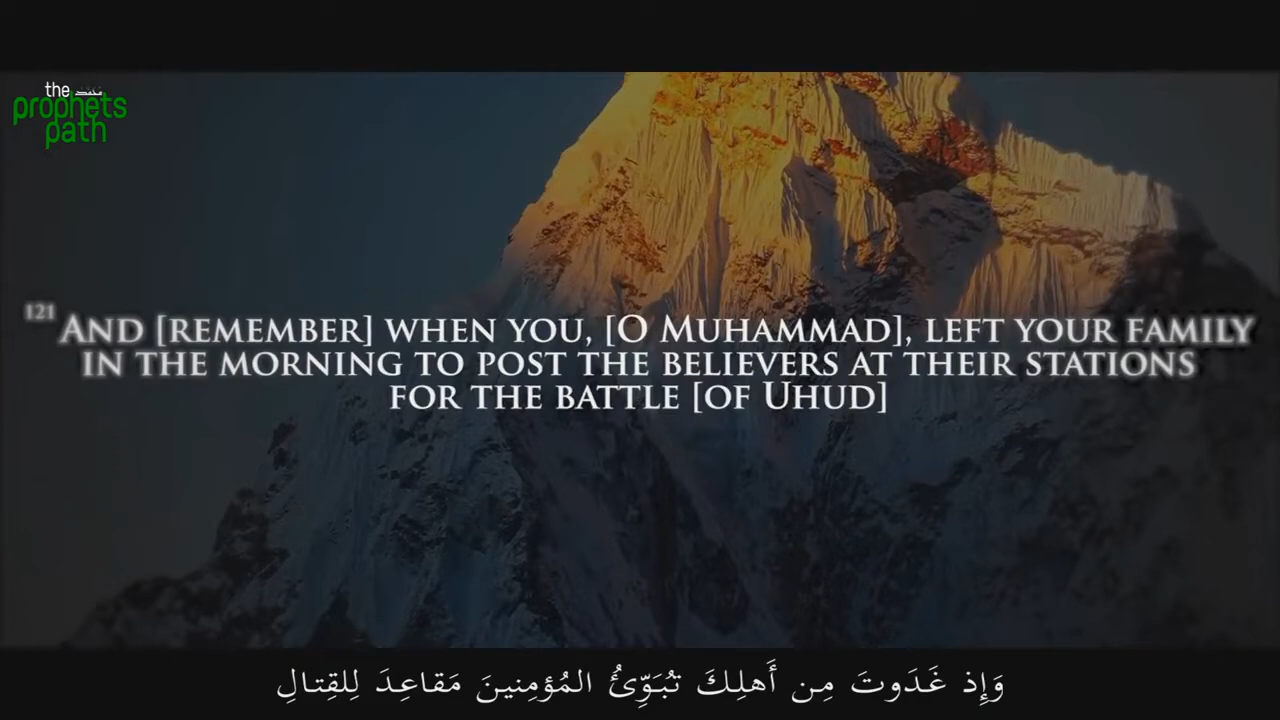 the
prophets
path
121 And [remember] when you, [O Muhammad], left your family
in the morning to post the believers at their stations
for the battle [of Uhud]
وَإِذ غَدَوتَ مِن أَهلِكَ تُبَوِّئُ المُؤمِنينَ مَقاعِدَ لِلقِتالِ